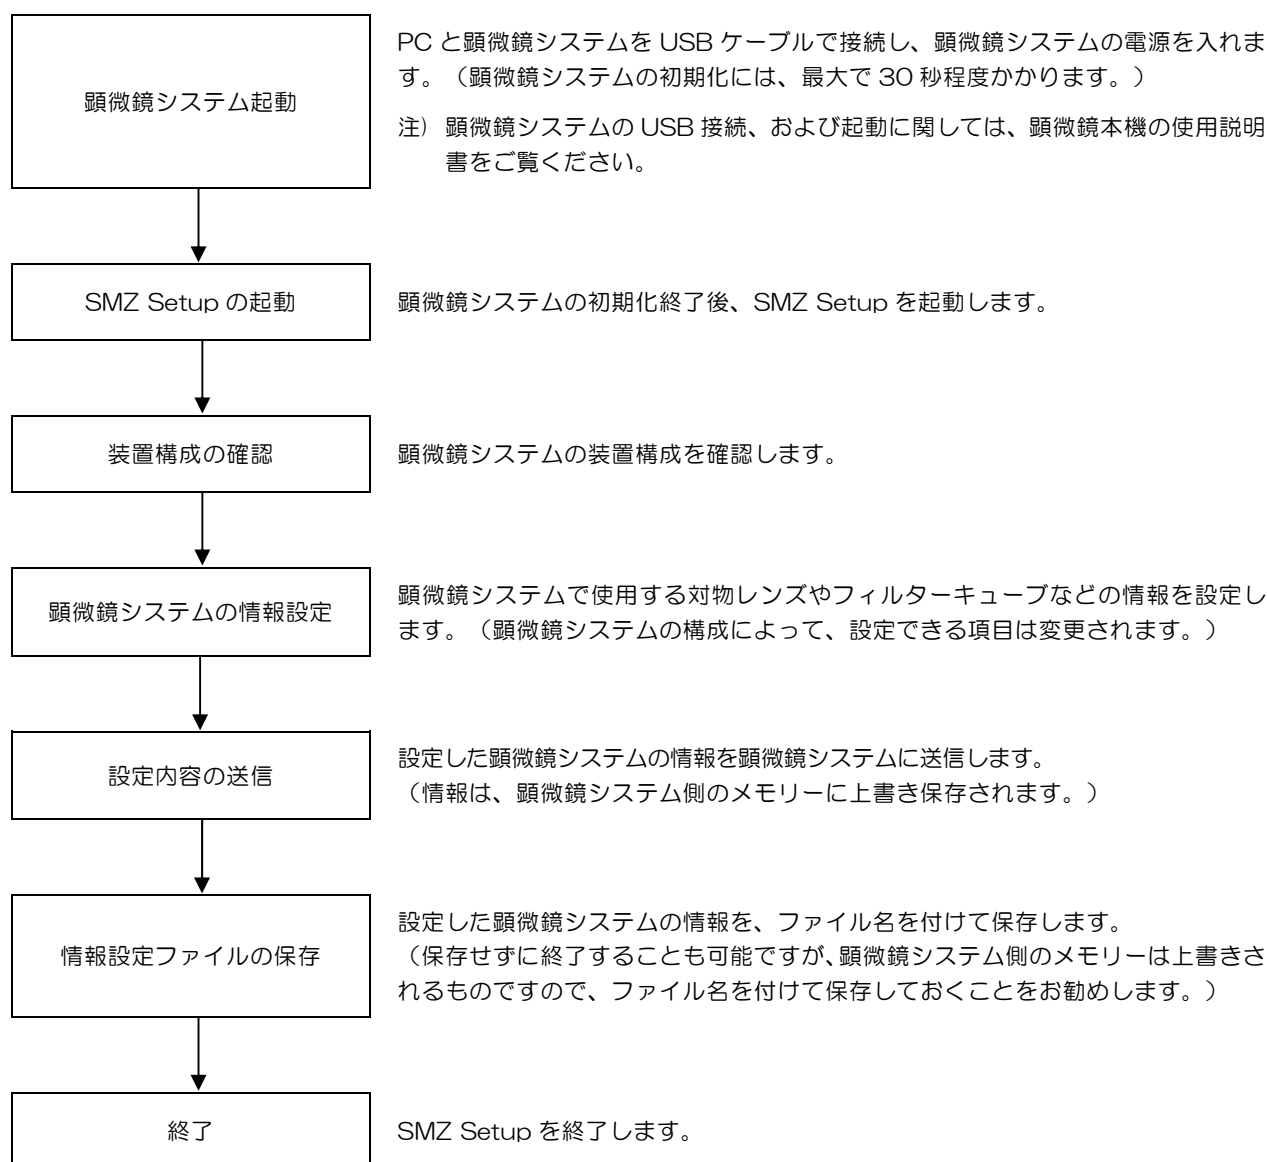 顕微鏡システム起動
PC と顕微鏡システムを USB ケーブルで接続し、顕微鏡システムの電源を入れま
す。（顕微鏡システムの初期化には、最大で 30 秒程度かかります。）
注) 顕微鏡システムの USB 接続、および起動に関しては、顕微鏡本機の使用説明
書をご覧ください。
SMZ Setup の起動
顕微鏡システムの初期化終了後、SMZ Setup を起動します。
装置構成の確認
顕微鏡システムの装置構成を確認します。
顕微鏡システムの情報設定
顕微鏡システムで使用する対物レンズやフィルターキューブなどの情報を設定し
ます。（顕微鏡システムの構成によって、設定できる項目は変更されます。）
設定内容の送信
設定した顕微鏡システムの情報を顕微鏡システムに送信します。
（情報は、顕微鏡システム側のメモリーに上書き保存されます。）
情報設定ファイルの保存
設定した顕微鏡システムの情報を、ファイル名を付けて保存します。
（保存せずに終了することも可能ですが、顕微鏡システム側のメモリーは上書きさ
れるものですので、ファイル名を付けて保存しておくことをお勧めします。）
終了
SMZ Setup を終了します。